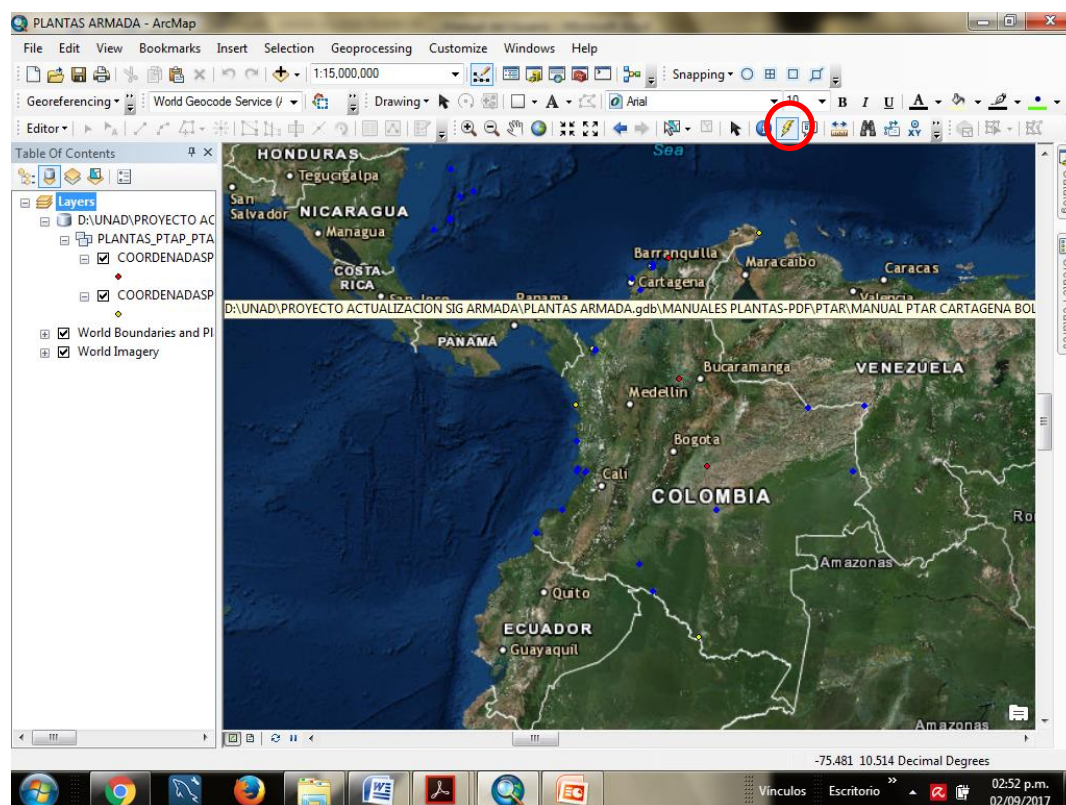 PLANTAS ARMADA - ArcMap
File Edit View Bookmarks Insert Selection Geoprocessing Customize Windows Help
1:15,000,000 Snapping
Georeferencing World Geocode Service (/ Drawing A Arial 10 B I U A
Editor
Table Of Contents
Layers
D:\UNAD\PROYECTO AC
PLANTAS_PTAP_PTA
COORDENADASP
COORDENADASP
World Boundaries and Pl
World Imagery
Sea
HONDURAS
Tegucigalpa
San
Salvador
NICARAGUA
Managua
COSTA
RICA
San Jose
Panama
Barranquilla
Maracaibo
Caracas
Cartagena
Valencia
D:\UNAD\PROYECTO ACTUALIZACION SIG ARMADA\PLANTAS ARMADA.gdb\MANUALES PLANTAS-PDF\PTAR\MANUAL PTAR CARTAGENA BOL
PANAMA
Bucaramanga
VENEZUELA
Medellin
Bogota
Cali
COLOMBIA
Amazonas
Quito
ECUADOR
Guayaquil
Amazonas
-75.481 10.514 Decimal Degrees
Vínculos Escritorio
02:52 p.m.
02/09/2017